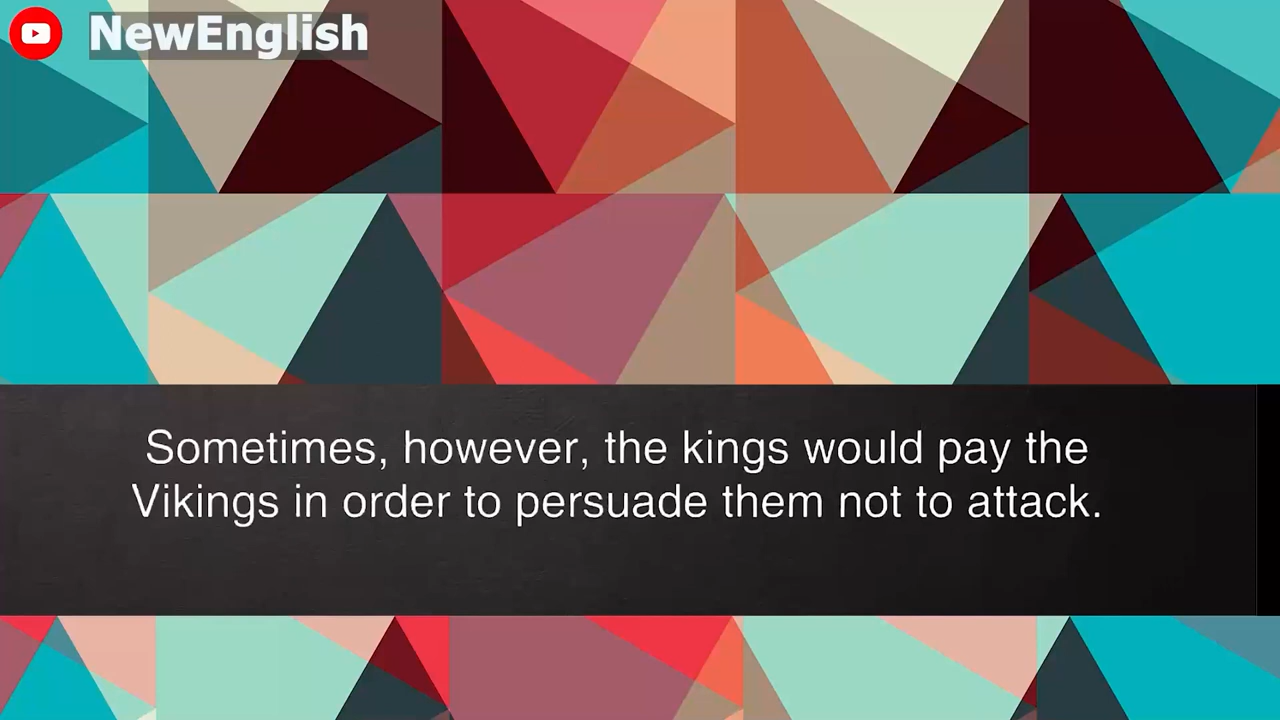 NewEnglish
Sometimes, however, the kings would pay the
Vikings in order to persuade them not to attack.